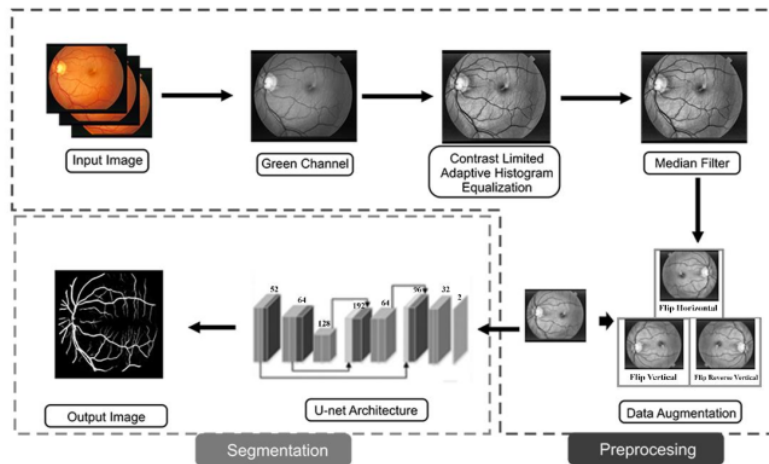 Input Image
Green Channel
Contrast Limited
Adaptive Histogram
Equalization
Median Filter
Flip Horizontal
Flip Vertical
Flip Reverse Vertical
Data Augmentation
52
64
128
192
64
96
32
2
U-net Architecture
Output Image
Segmentation
Preprocesing